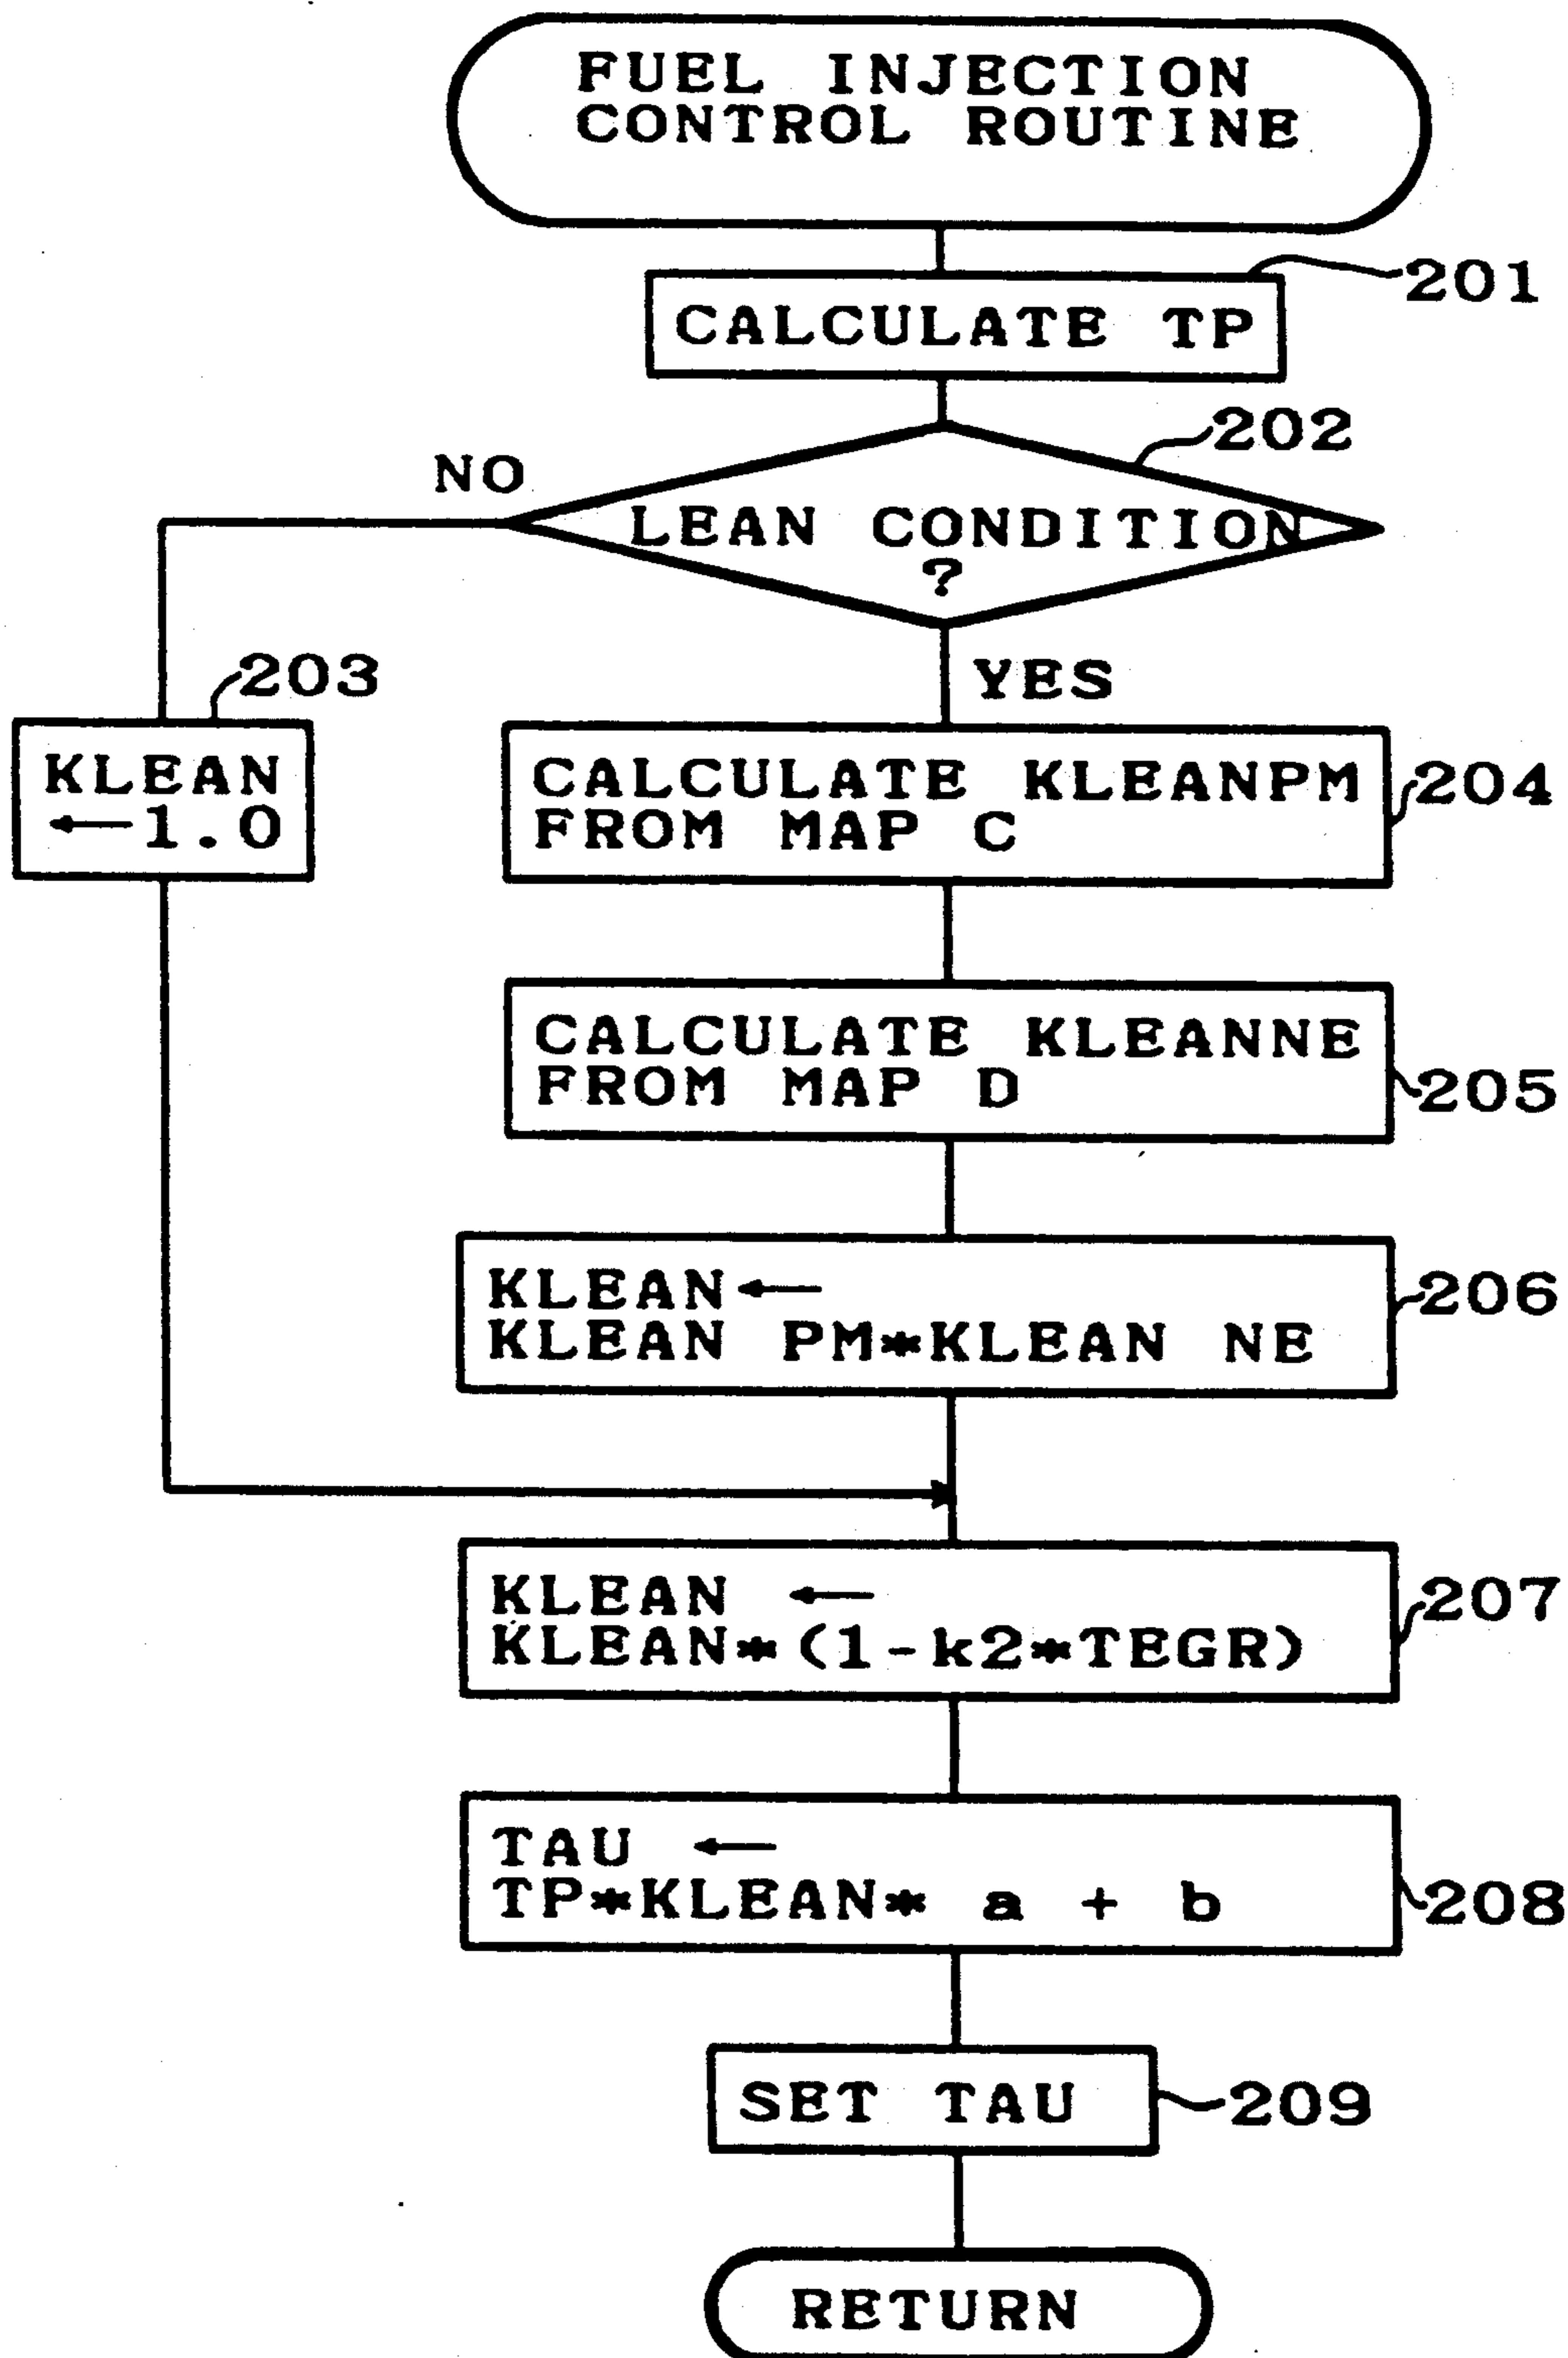 FUEL INJECTION
CONTROL ROUTINE
201
CALCULATE TP
202
NO
LEAN CONDITION
?
YES
203
KLEAN
←1.0
CALCULATE KLEANPM
FROM MAP C
204
CALCULATE KLEANNE
FROM MAP D
205
KLEAN←
KLEAN PM*KLEAN NE
206
KLEAN ←
KLEAN*(1-k2*TEGR)
207
TAU ←
TP*KLEAN* a + b
208
SET TAU
209
RETURN